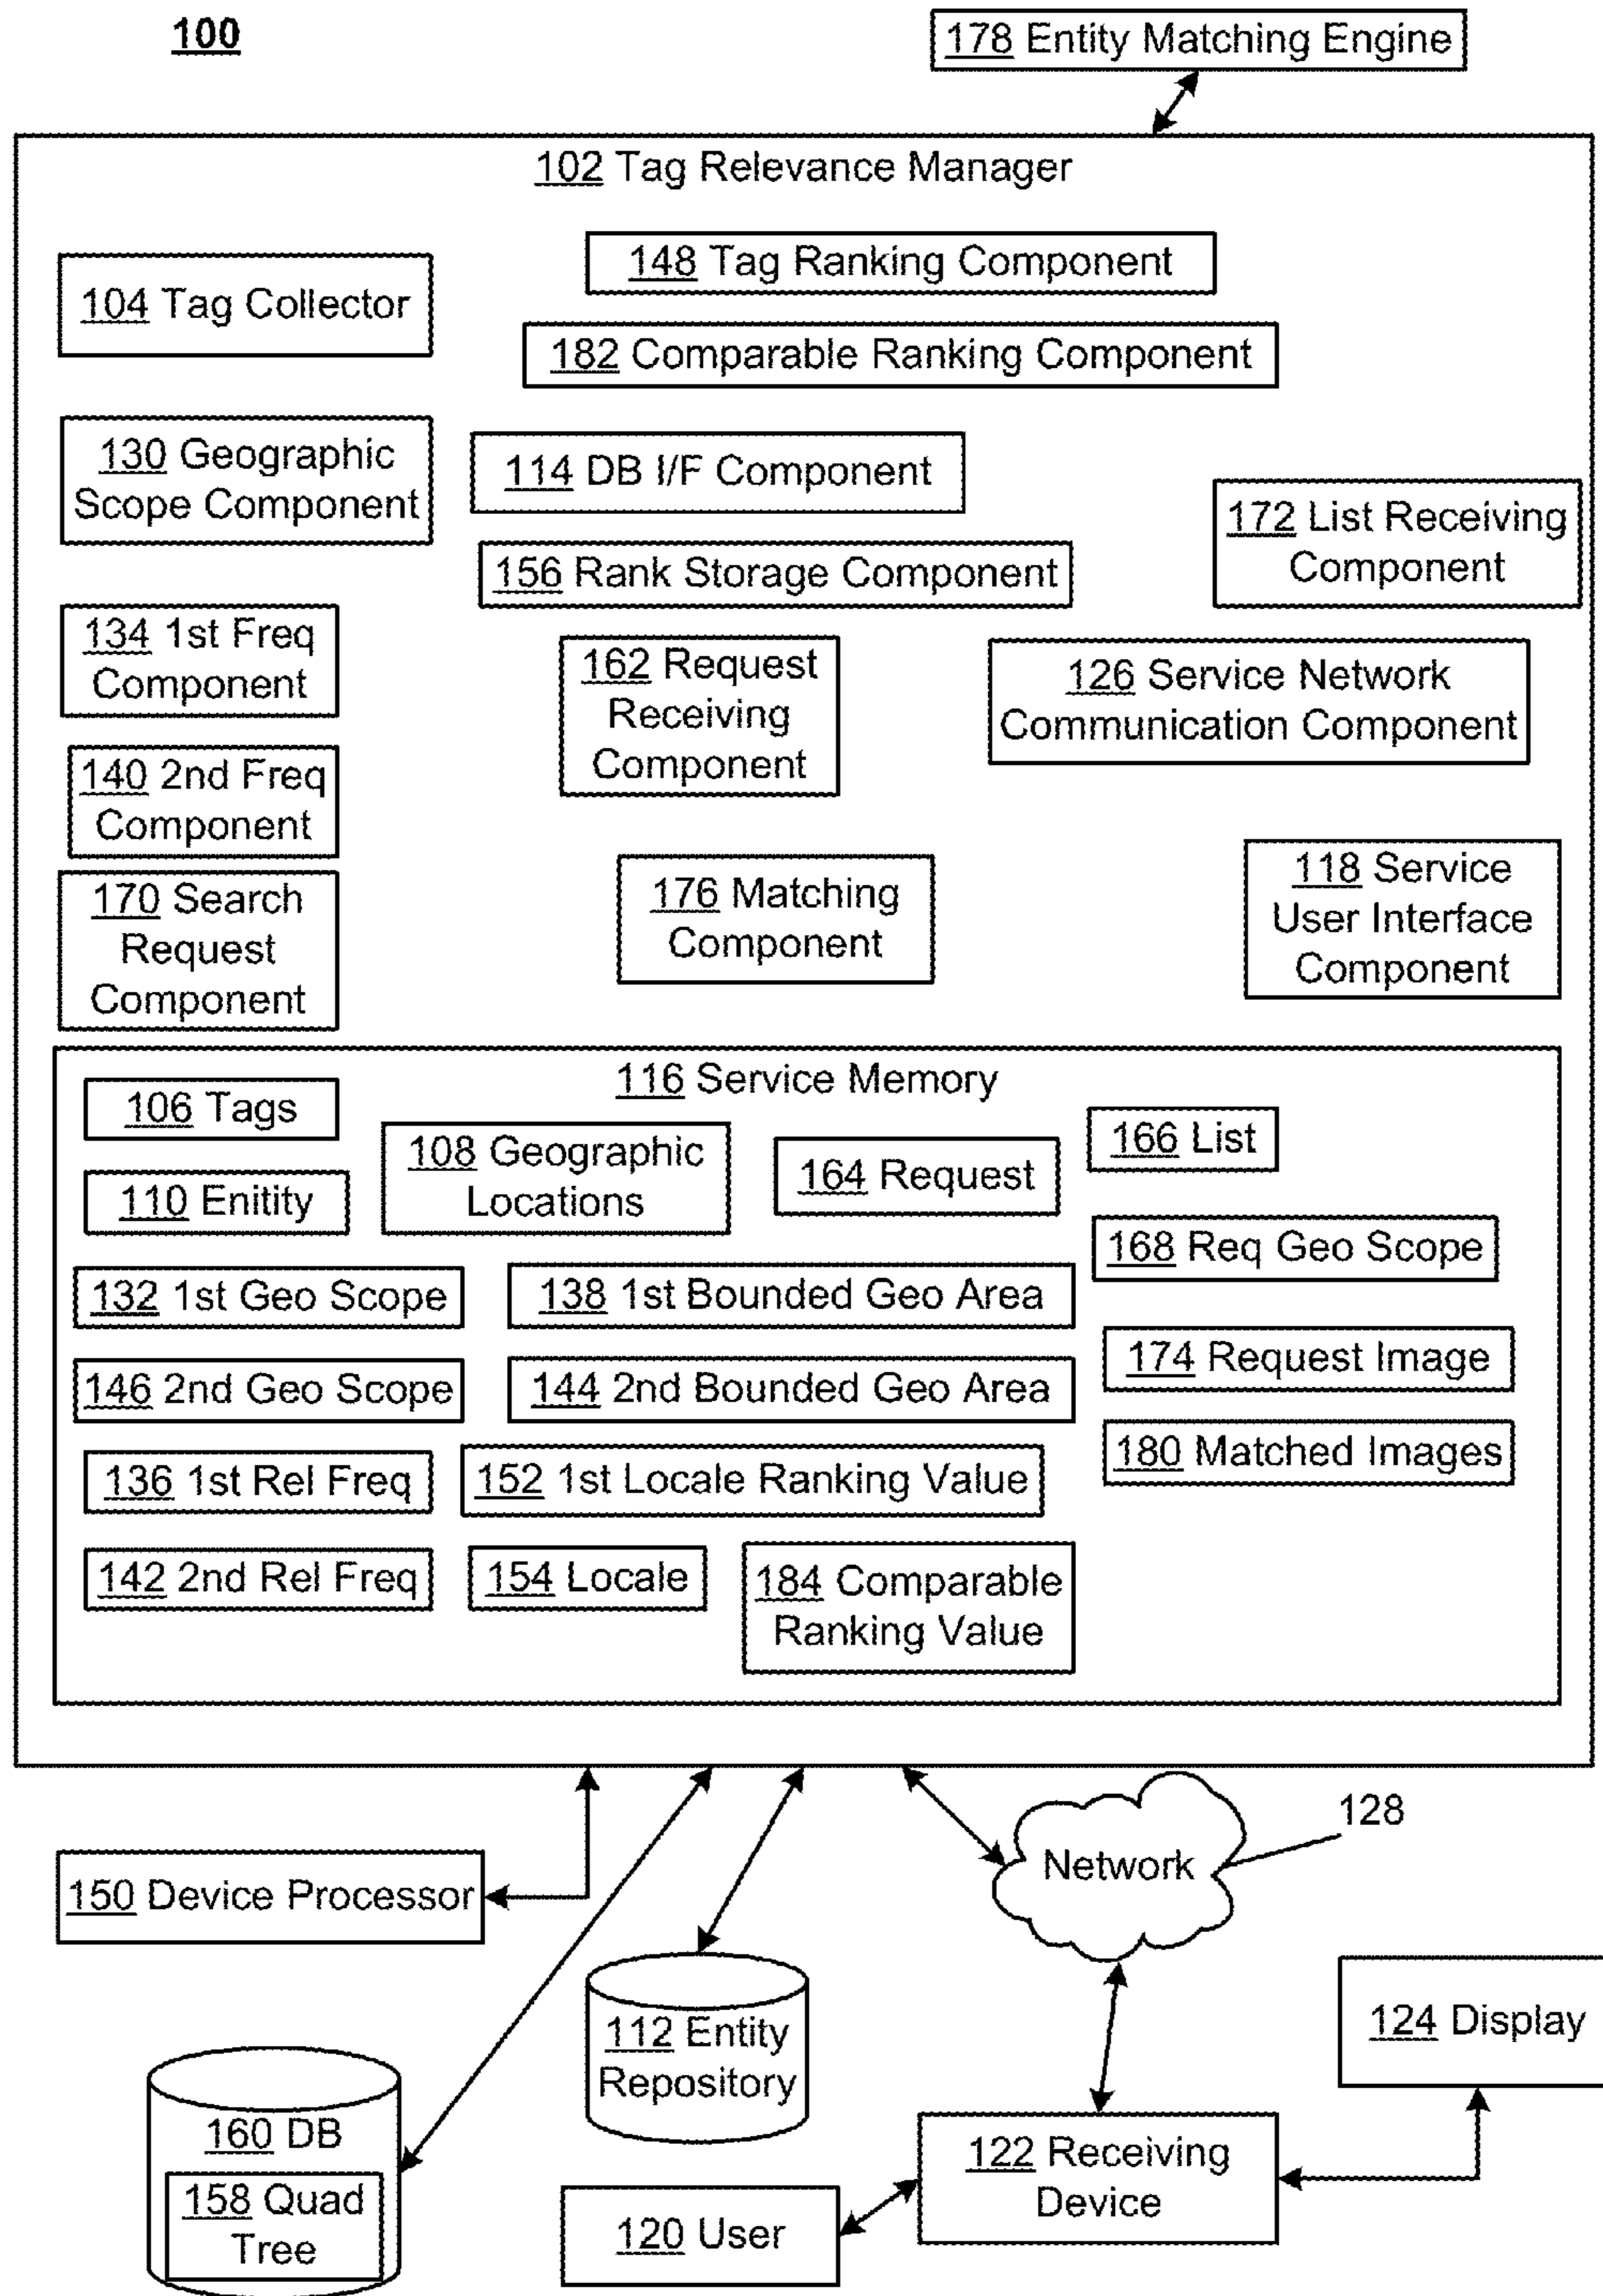 100
178 Entity Matching Engine
102 Tag Relevance Manager
104 Tag Collector
148 Tag Ranking Component
182 Comparable Ranking Component
130 Geographic
Scope Component
114 DB I/F Component
172 List Receiving
Component
156 Rank Storage Component
134 1st Freq
Component
162 Request
Receiving
Component
126 Service Network
Communication Component
140 2nd Freq
Component
170 Search
Request
Component
176 Matching
Component
118 Service
User Interface
Component
116 Service Memory
106 Tags
108 Geographic
Locations
164 Request
166 List
110 Enitity
168 Req Geo Scope
132 1st Geo Scope
138 1st Bounded Geo Area
174 Request Image
146 2nd Geo Scope
144 2nd Bounded Geo Area
180 Matched Images
136 1st Rel Freq
152 1st Locale Ranking Value
142 2nd Rel Freq
154 Locale
184 Comparable
Ranking Value
128
Network
150 Device Processor
112 Entity
Repository
124 Display
160 DB
158 Quad
Tree
122 Receiving
Device
120 User